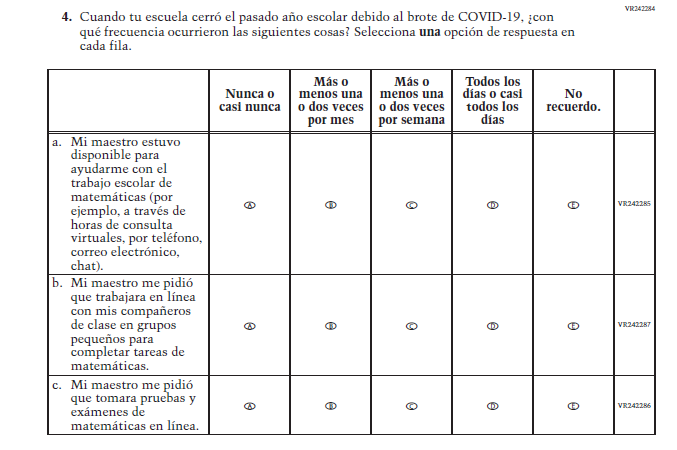 VR242284
4. Cuando tu escuela cerró el pasado año escolar debido al brote de COVID-19, ¿con
qué frecuencia ocurrieron las siguientes cosas? Selecciona una opción de respuesta en
cada fila.
Nunca o
casi nunca
Más o
menos una
o dos veces
por mes
Más o
menos una
o dos veces
por semana
Todos los
días o casi
todos los
días
No
recuerdo.
a. Mi maestro estuvo
disponible para
ayudarme con el
trabajo escolar de
matemáticas (por
ejemplo, a través de
horas de consulta
virtuales, por teléfono,
correo electrónico,
chat).
A B C D E VR242285
b. Mi maestro me pidió
que trabajara en línea
con mis compañeros
de clase en grupos
pequeños para
completar tareas de
matemáticas.
A B C D E VR242287
c. Mi maestro me pidió
que tomara pruebas y
exámenes de
matemáticas en línea.
A B C D E VR242286